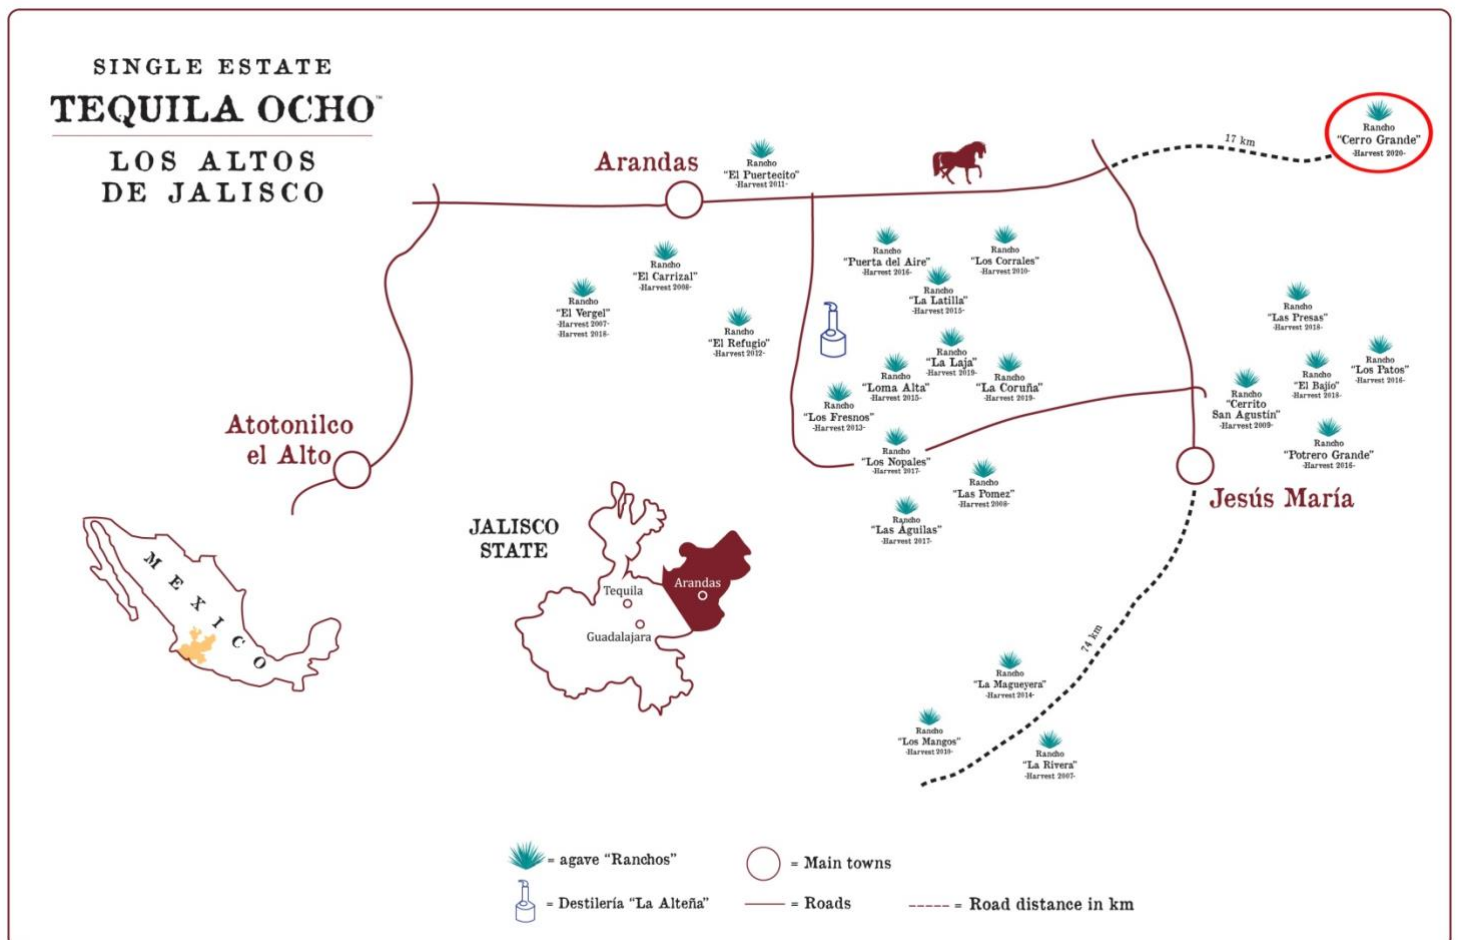 SINGLE ESTATE
TEQUILA OCHO™
LOS ALTOS
DE JALISCO
Arandas
Rancho
"El Puertecito"
-Harvest 2011-
17 km
Rancho
"Cerro Grande"
-Harvest 2020-
Rancho
"El Carrizal"
-Harvest 2008-
Rancho
"El Vergel"
-Harvest 2007-
-Harvest 2018-
Rancho
"El Refugio"
-Harvest 2012-
Rancho
"Puerta del Aire"
-Harvest 2016-
Rancho
"Los Corrales"
-Harvest 2010-
Rancho
"La Latilla"
-Harvest 2015-
Rancho
"La Laja"
-Harvest 2019-
Rancho
"Loma Alta"
-Harvest 2015-
Rancho
"La Coruña"
-Harvest 2019-
Rancho
"Los Fresnos"
-Harvest 2013-
Rancho
"Los Nopales"
-Harvest 2017-
Rancho
"Las Pomez"
-Harvest 2008-
Rancho
"Las Aguilas"
-Harvest 2017-
Rancho
"Las Presas"
-Harvest 2018-
Rancho
"Los Patos"
-Harvest 2016-
Rancho
"El Bajío"
-Harvest 2018-
Rancho
"Cerrito
San Agustín"
-Harvest 2009-
Rancho
"Potrero Grande"
-Harvest 2016-
Atotonilco
el Alto
Jesús María
MEXICO
JALISCO
STATE
Tequila
Guadalajara
Arandas
74 km
Rancho
"La Magueyera"
-Harvest 2014-
Rancho
"Los Mangos"
Rancho
"La Rivera"
-Harvest 2007-
= agave "Ranchos"
= Main towns
= Destilería "La Alteña"
= Roads
= Road distance in km